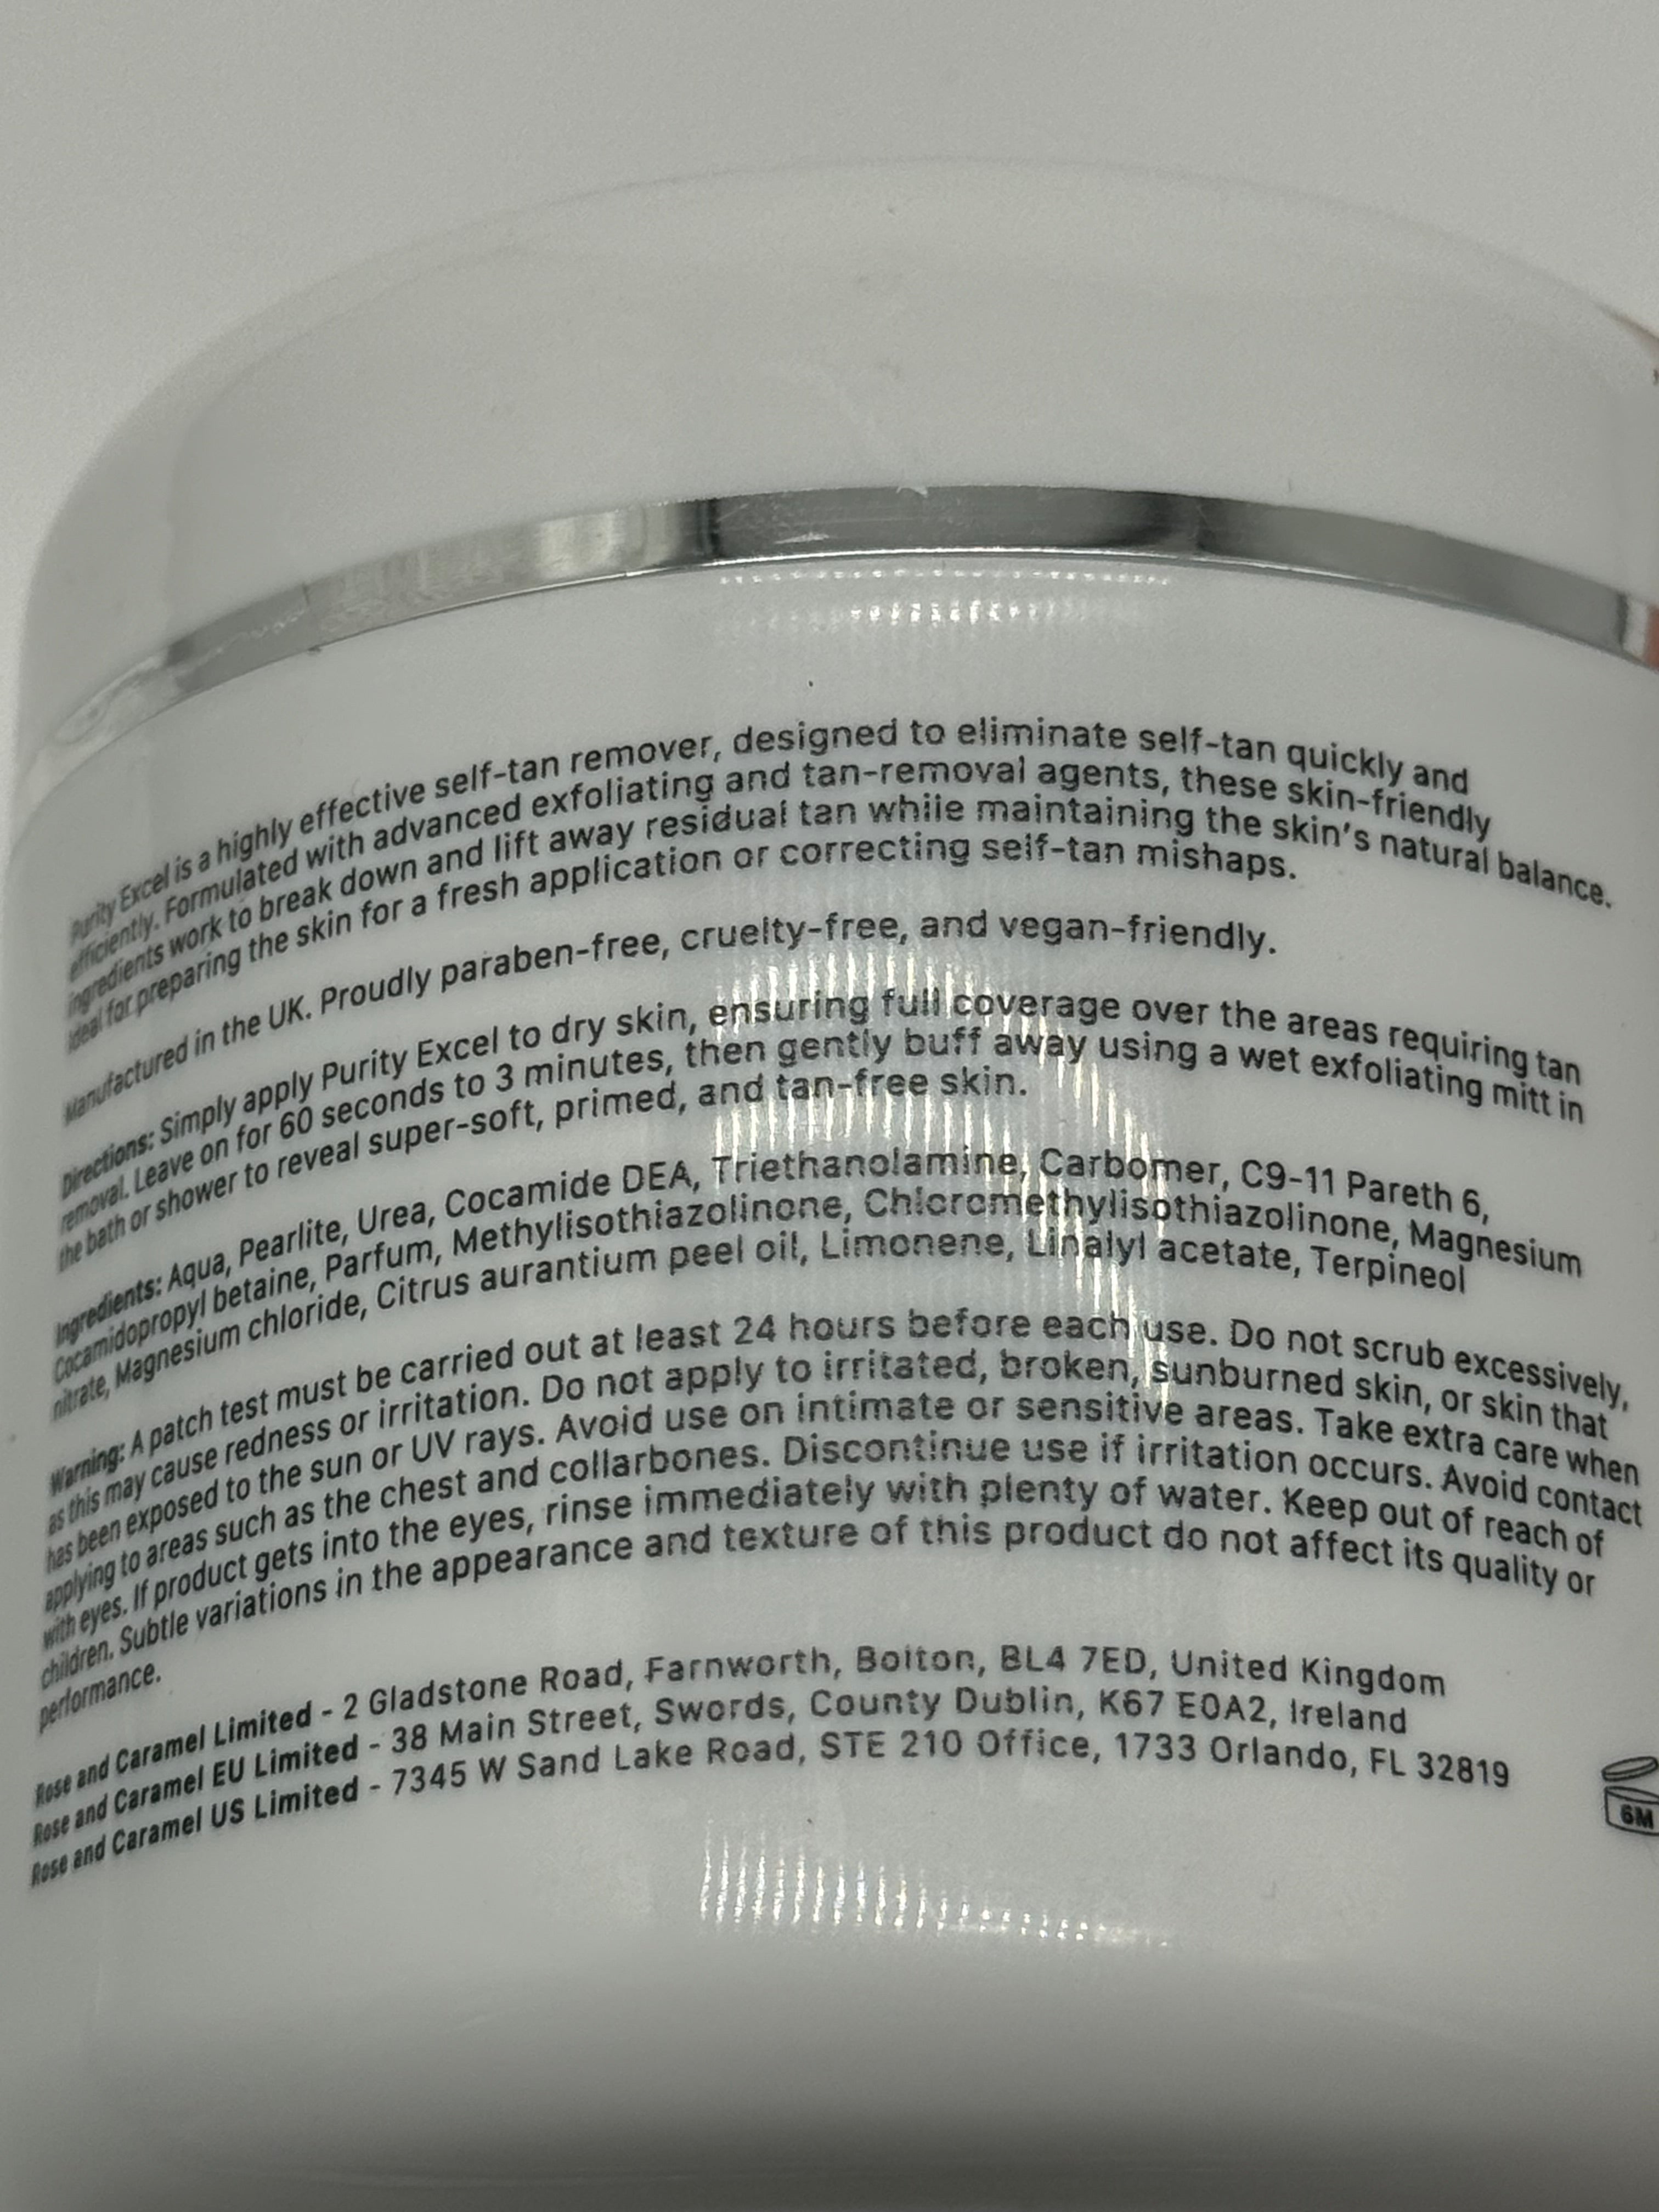 Purity Excel is a highly effective self-tan remover, designed to eliminate self-tan quickly and
efficiently. Formulated with advanced exfoliating and tan-removal agents, these skin-friendly
ingredients work to break down and lift away residual tan while maintaining the skin's natural balance.
Ideal for preparing the skin for a fresh application or correcting self-tan mishaps.
Manufactured in the UK. Proudly paraben-free, cruelty-free, and vegan-friendly.
Directions: Simply apply Purity Excel to dry skin, ensuring full coverage over the areas requiring tan
removal. Leave on for 60 seconds to 3 minutes, then gently buff away using a wet exfoliating mitt in
the bath or shower to reveal super-soft, primed, and tan-free skin.
Ingredients: Aqua, Pearlite, Urea, Cocamide DEA, Triethanolamine, Carbomer, C9-11 Pareth 6,
Cocamidopropyl betaine, Parfum, Methylisothiazolinone, Chloromethylisothiazolinone, Magnesium
nitrate, Magnesium chloride, Citrus aurantium peel oil, Limonene, Linalyl acetate, Terpineol
Warning: A patch test must be carried out at least 24 hours before each use. Do not scrub excessively,
as this may cause redness or irritation. Do not apply to irritated, broken, sunburned skin, or skin that
has been exposed to the sun or UV rays. Avoid use on intimate or sensitive areas. Take extra care when
applying to areas such as the chest and collarbones. Discontinue use if irritation occurs. Avoid contact
with eyes. If product gets into the eyes, rinse immediately with plenty of water. Keep out of reach of
children. Subtle variations in the appearance and texture of this product do not affect its quality or
performance.
Rose and Caramel Limited - 2 Gladstone Road, Farnworth, Bolton, BL4 7ED, United Kingdom
Rose and Caramel EU Limited - 38 Main Street, Swords, County Dublin, K67 E0A2, Ireland
Rose and Caramel US Limited - 7345 W Sand Lake Road, STE 210 Office, 1733 Orlando, FL 32819
6M